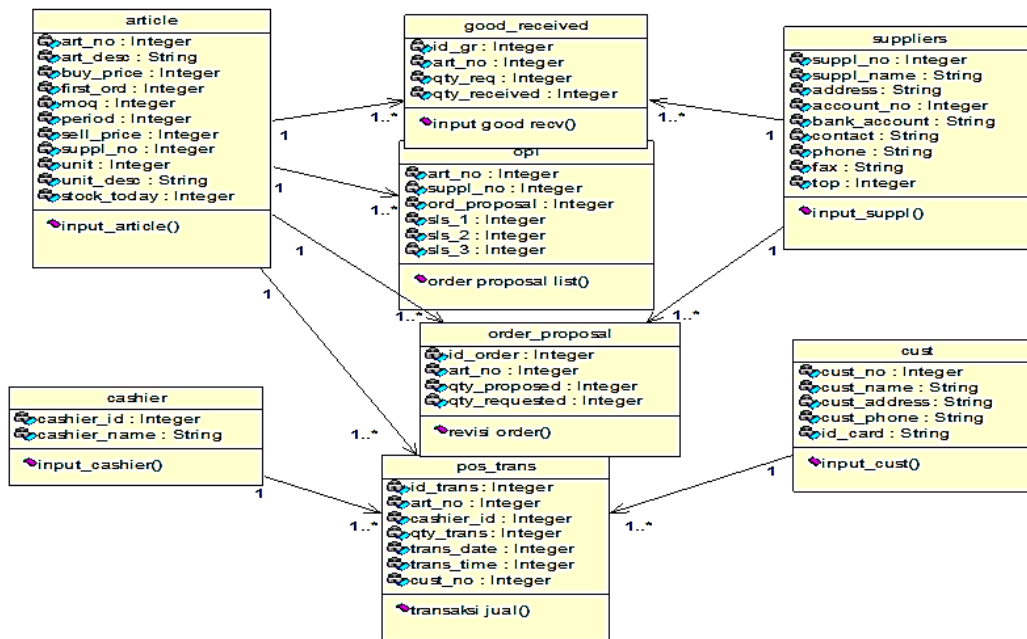 article
art_no : Integer
art_desc : String
buy_price : Integer
first_ord : Integer
moq : Integer
period : Integer
sell_price : Integer
suppl_no : Integer
unit : Integer
unit_desc : String
stock_today : Integer
input_article()
good_received
id_gr : Integer
art_no : Integer
qty_req : Integer
qty_received : Integer
input good recv()
suppliers
suppl_no : Integer
suppl_name : String
address : String
account_no : Integer
bank_account : String
contact : String
phone : String
fax : String
top : Integer
input_suppl()
1
1..*
1..*
1
opl
art_no : Integer
suppl_no : Integer
ord_proposal : Integer
sls_1 : Integer
sls_2 : Integer
sls_3 : Integer
order proposal list()
1
1..*
1
1
1
1..*
1..*
order_proposal
id_order : Integer
art_no : Integer
qty_proposed : Integer
qty_requested : Integer
revisi order()
cust
cust_no : Integer
cust_name : String
cust_address : String
cust_phone : String
id_card : String
input_cust()
cashier
cashier_id : Integer
cashier_name : String
input_cashier()
1..*
1
1..*
1
1..*
pos_trans
id_trans : Integer
art_no : Integer
cashier_id : Integer
qty_trans : Integer
trans_date : Integer
trans_time : Integer
cust_no : Integer
transaksi jual()